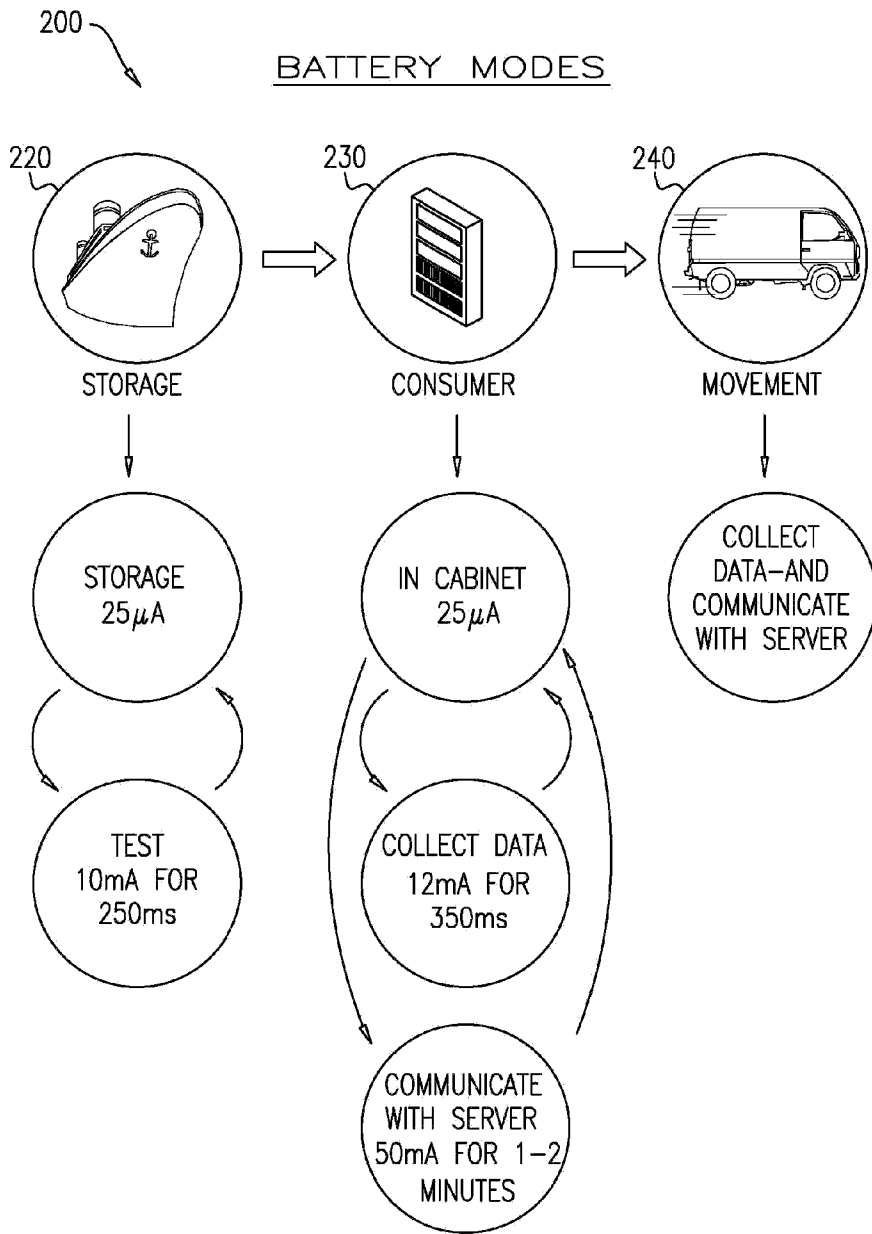 200
BATTERY MODES
220
230
240
STORAGE
CONSUMER
MOVEMENT
STORAGE
25μA
IN CABINET
25μA
COLLECT
DATA-AND
COMMUNICATE
WITH SERVER
TEST
10mA FOR
250ms
COLLECT DATA
12mA FOR
350ms
COMMUNICATE
WITH SERVER
50mA FOR 1-2
MINUTES